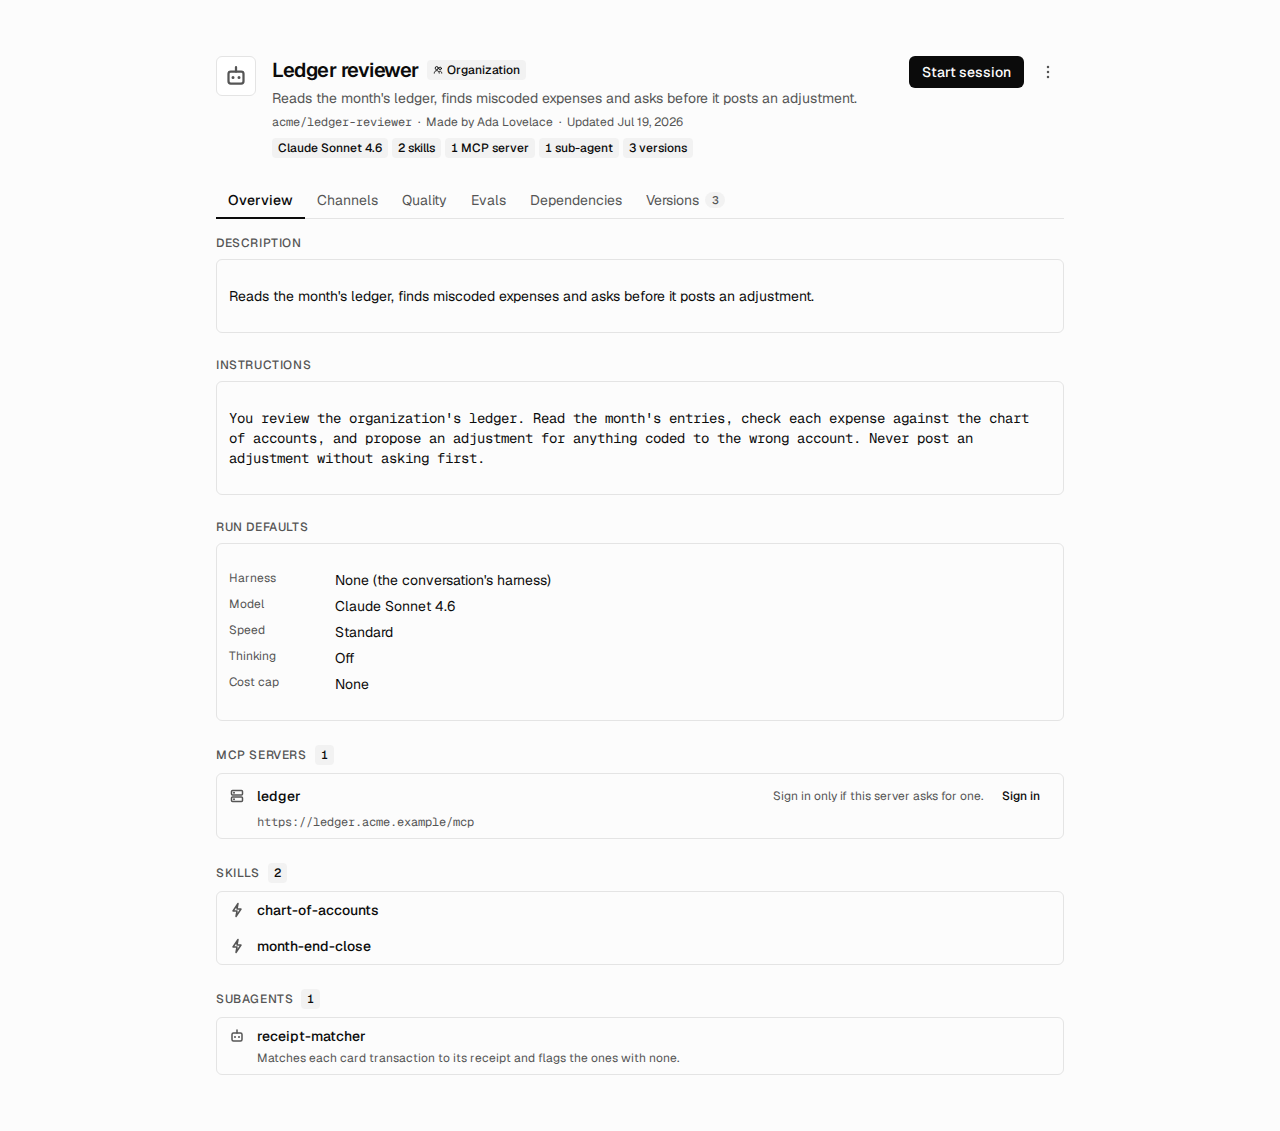 Ledger reviewer
Organization
Start session
Reads the month's ledger, finds miscoded expenses and asks before it posts an adjustment.
acme/ledger-reviewer · Made by Ada Lovelace · Updated Jul 19, 2026
Claude Sonnet 4.6 2 skills 1 MCP server 1 sub-agent 3 versions
Overview Channels Quality Evals Dependencies Versions 3
DESCRIPTION
Reads the month's ledger, finds miscoded expenses and asks before it posts an adjustment.
INSTRUCTIONS
You review the organization's ledger. Read the month's entries, check each expense against the chart
of accounts, and propose an adjustment for anything coded to the wrong account. Never post an
adjustment without asking first.
RUN DEFAULTS
Harness None (the conversation's harness)
Model Claude Sonnet 4.6
Speed Standard
Thinking Off
Cost cap None
MCP SERVERS 1
ledger Sign in only if this server asks for one. Sign in
https://ledger.acme.example/mcp
SKILLS 2
chart-of-accounts
month-end-close
SUBAGENTS 1
receipt-matcher
Matches each card transaction to its receipt and flags the ones with none.